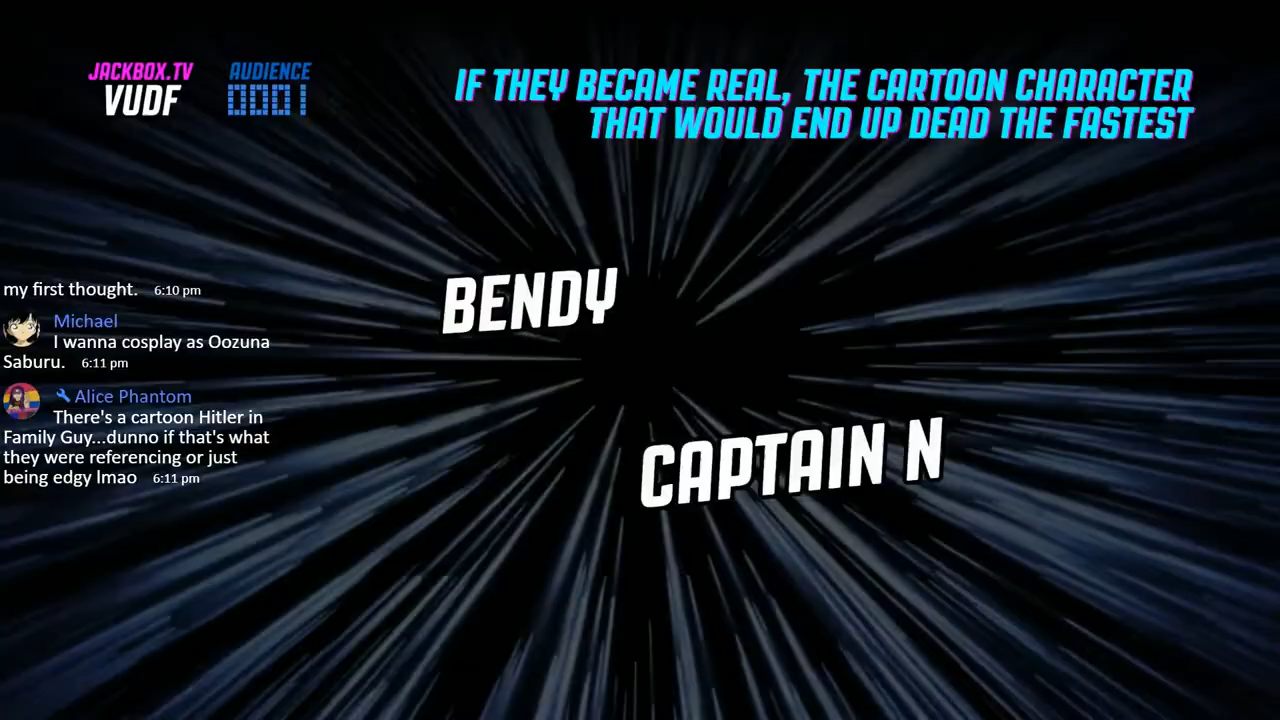 JACKBOX.TV
VUDF
AUDIENCE
0001
IF THEY BECAME REAL, THE CARTOON CHARACTER
THAT WOULD END UP DEAD THE FASTEST
BENDY
CAPTAIN N
my first thought. 6:10 pm
Michael
I wanna cosplay as Oozuna
Saburu. 6:11 pm
Alice Phantom
There's a cartoon Hitler in
Family Guy...dunno if that's what
they were referencing or just
being edgy lmao 6:11 pm